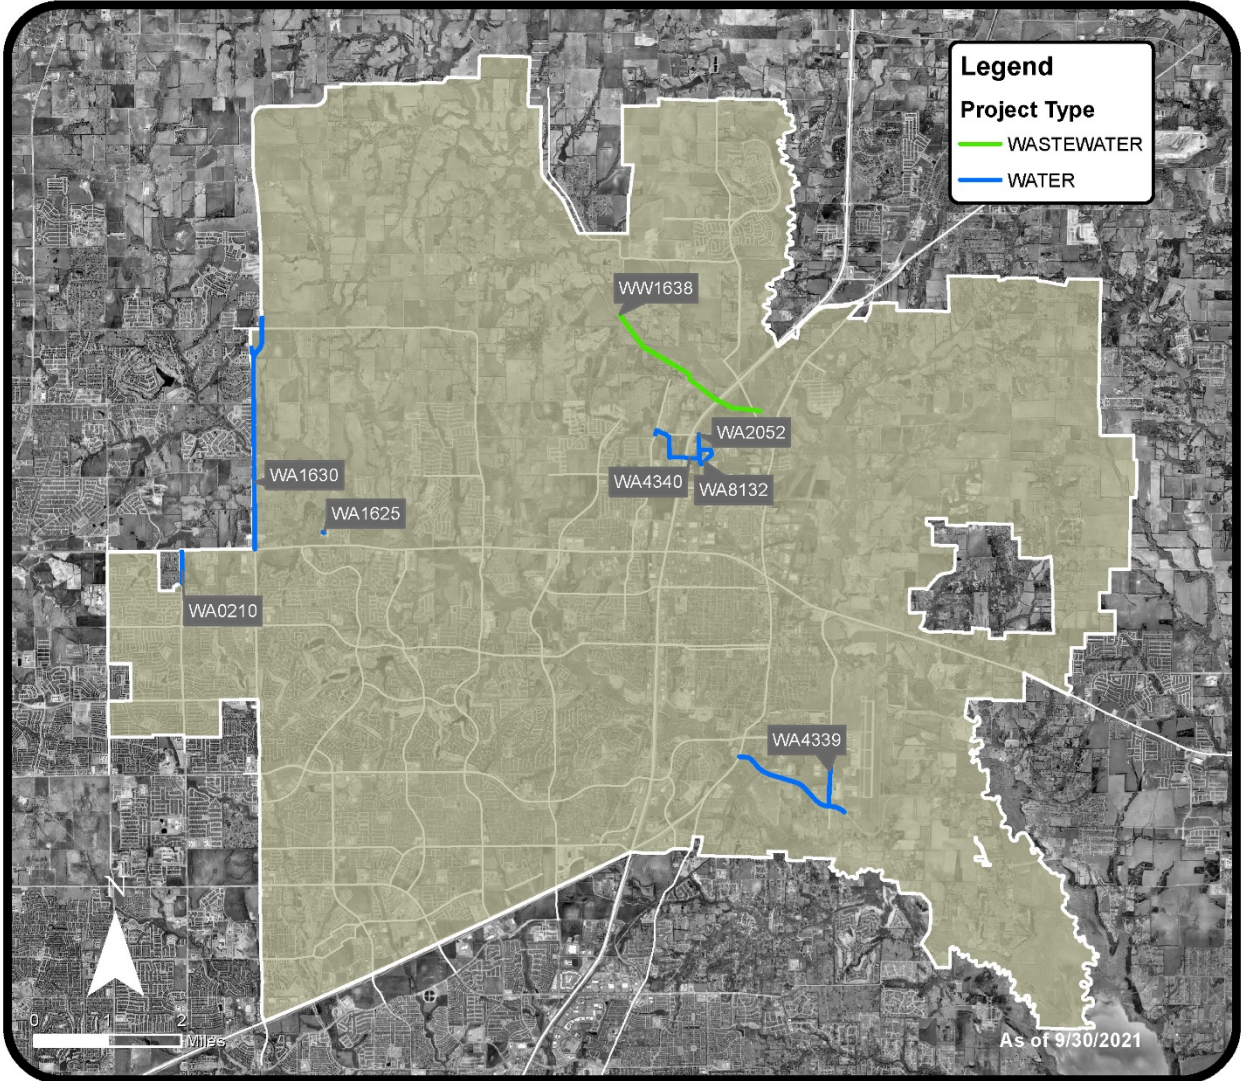 Legend
Project Type
WASTEWATER
WATER
WW1638
WA2052
WA4340
WA8132
WA1630
WA1625
WA0210
WA4339
N
0 1 2
Miles
As of 9/30/2021